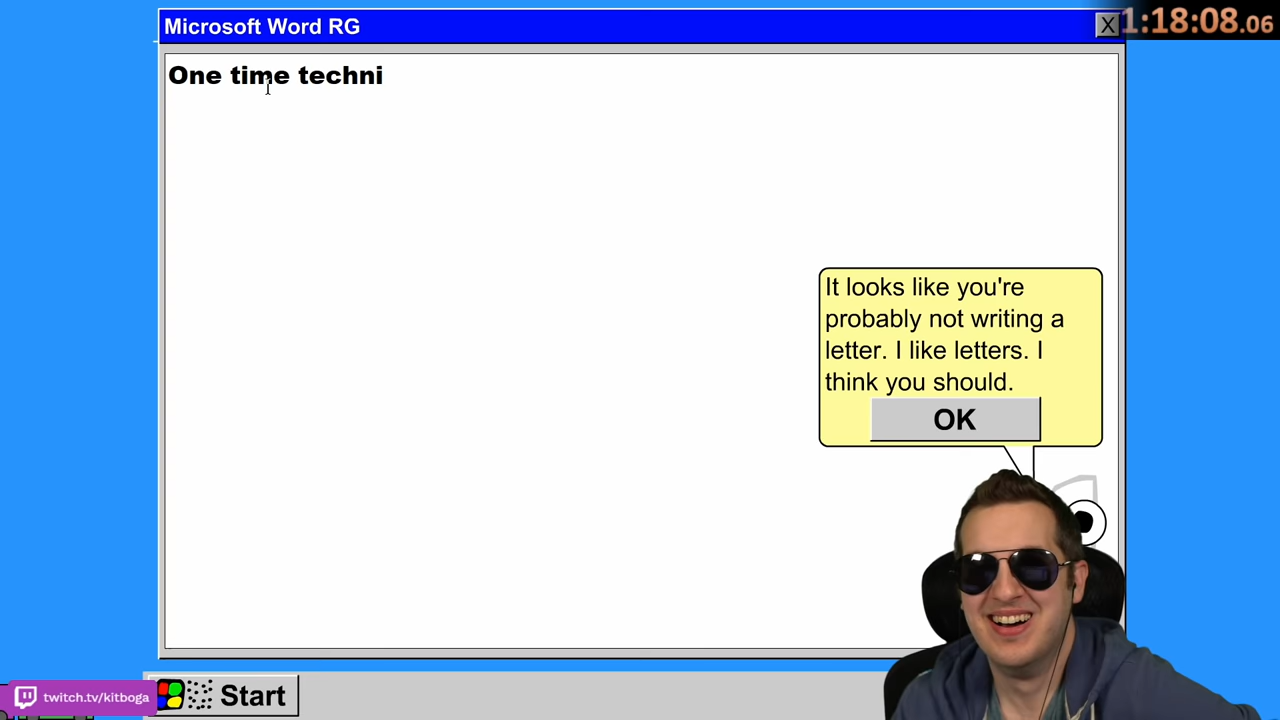 Microsoft Word RG
X
1:18:08.06
One time techni
It looks like you're
probably not writing a
letter. I like letters. I
think you should.
OK
twitch.tv/kitboga
Start